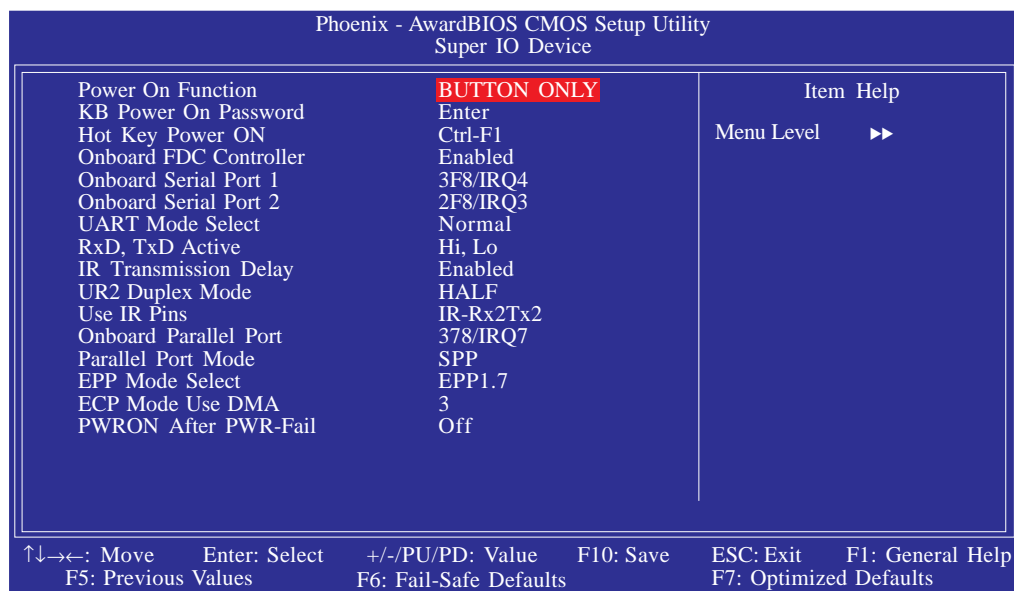 Phoenix - AwardBIOS CMOS Setup Utility
Super IO Device
Power On Function BUTTON ONLY
KB Power On Password Enter
Hot Key Power ON Ctrl-F1
Onboard FDC Controller Enabled
Onboard Serial Port 1 3F8/IRQ4
Onboard Serial Port 2 2F8/IRQ3
UART Mode Select Normal
RxD, TxD Active Hi, Lo
IR Transmission Delay Enabled
UR2 Duplex Mode HALF
Use IR Pins IR-Rx2Tx2
Onboard Parallel Port 378/IRQ7
Parallel Port Mode SPP
EPP Mode Select EPP1.7
ECP Mode Use DMA 3
PWRON After PWR-Fail Off
Item Help
Menu Level ▶▶
↑↓→←: Move Enter: Select +/-/PU/PD: Value F10: Save ESC: Exit F1: General Help
F5: Previous Values F6: Fail-Safe Defaults F7: Optimized Defaults